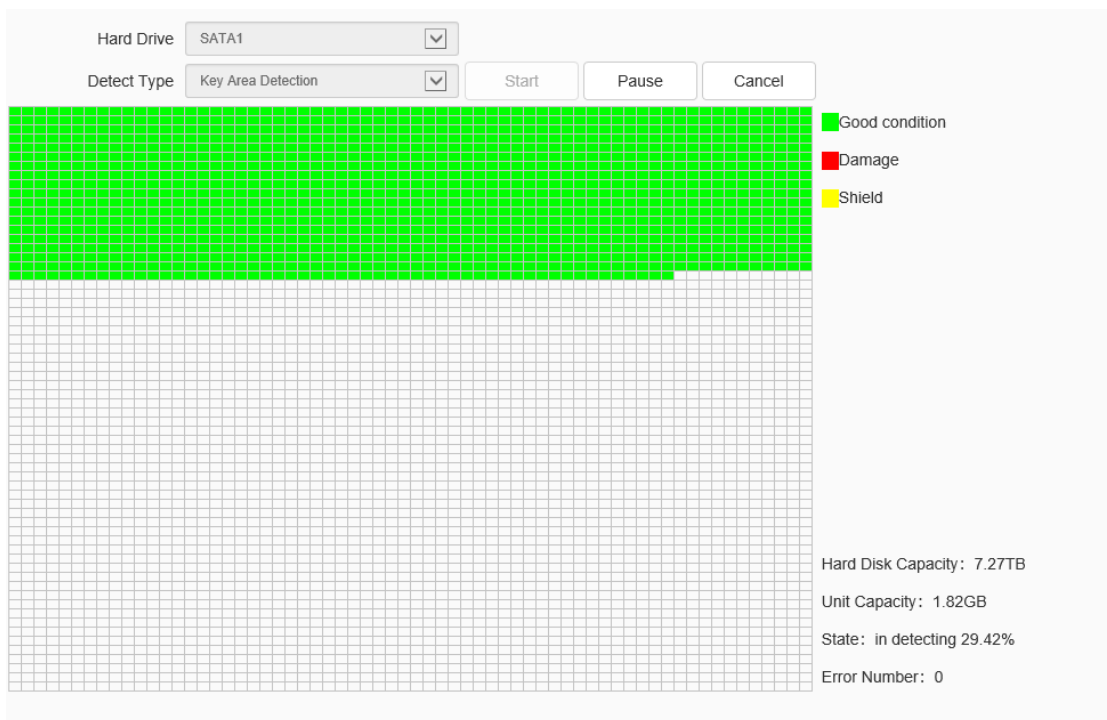 Hard Drive SATA1
Detect Type Key Area Detection Start Pause Cancel
Good condition
Damage
Shield
Hard Disk Capacity: 7.27TB
Unit Capacity: 1.82GB
State: in detecting 29.42%
Error Number: 0